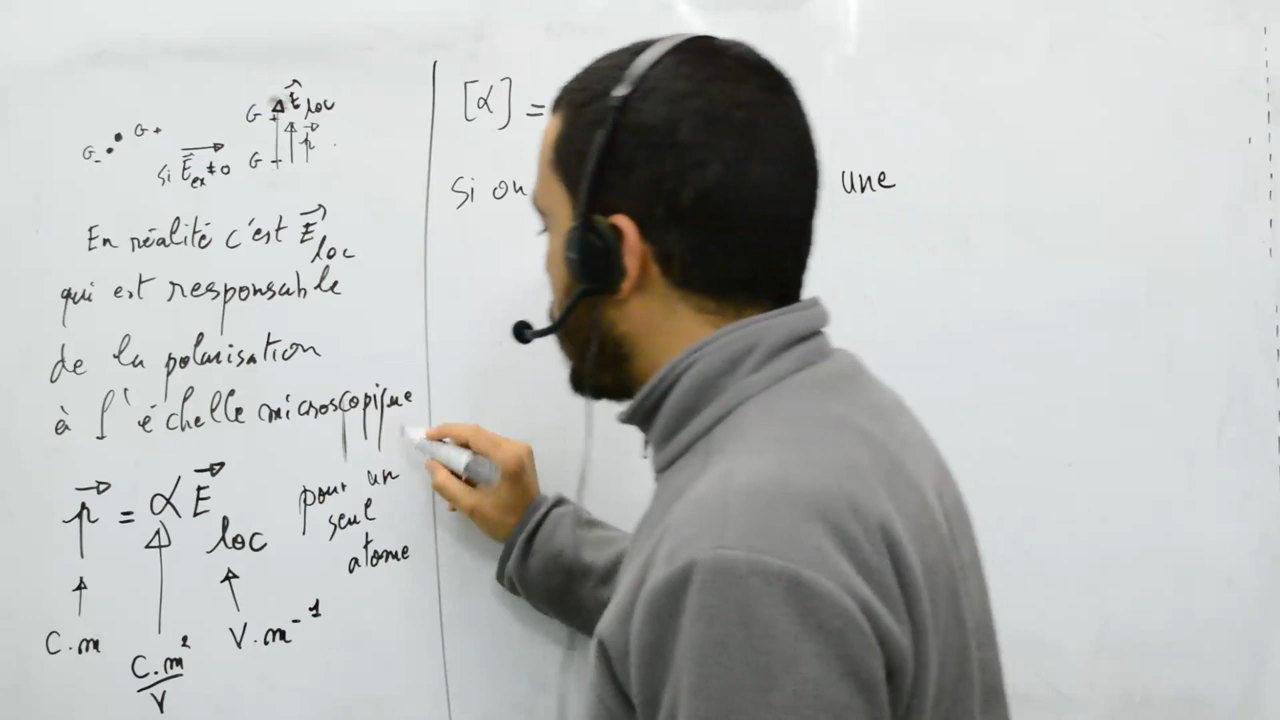 G- G+
si E⃗ex ≠ 0
G+ E⃗loc
G- p⃗
En réalité c'est E⃗loc
qui est responsable
de la polarisation
à l'échelle microscopique
p⃗ = α E⃗loc
pour un
seul
atome
C.m
C.m²/V
V.m⁻¹
[α] =
Si on
une